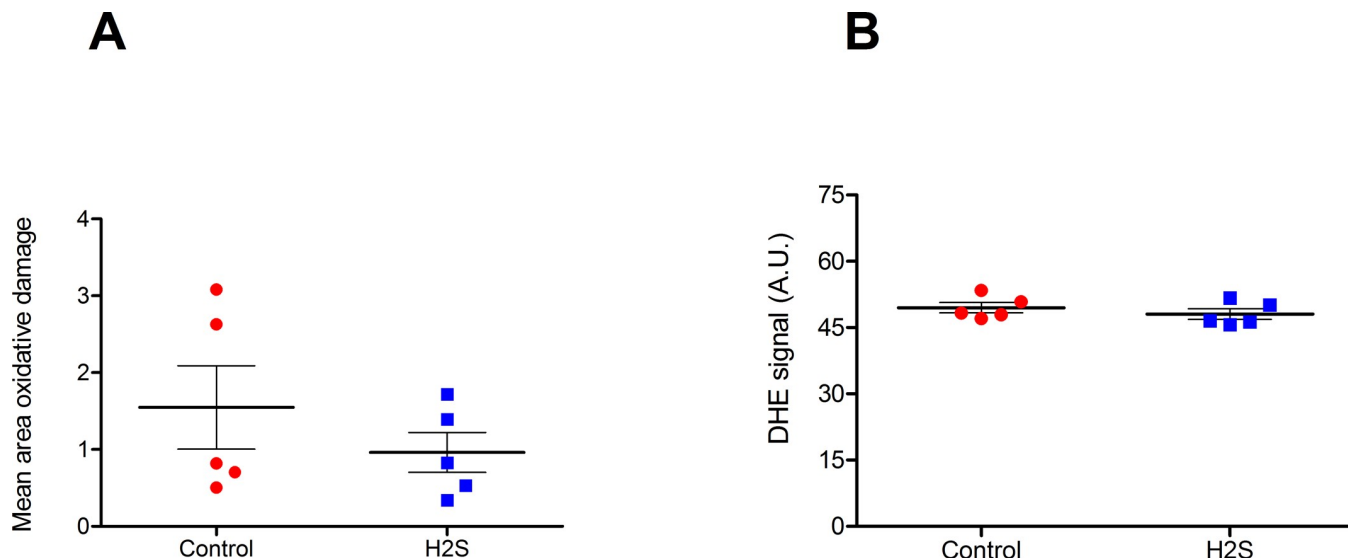 A
Mean area oxidative damage
4
3
2
1
0
Control
H2S
B
DHE signal (A.U.)
75
60
45
30
15
0
Control
H2S